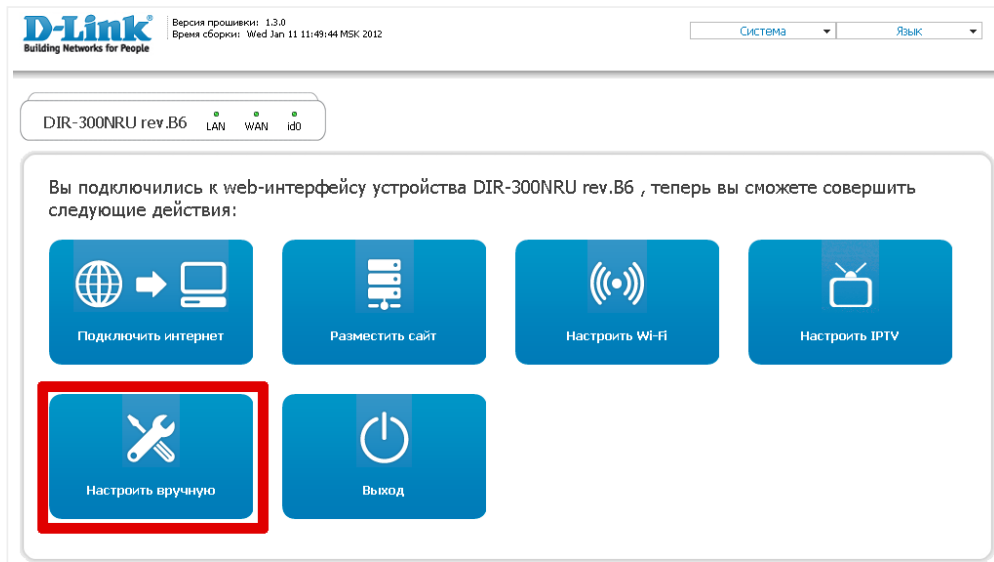 D-Link
Building Networks for People
Версия прошивки: 1.3.0
Время сборки: Wed Jan 11 11:49:44 MSK 2012
Система
Язык
DIR-300NRU rev.B6
LAN WAN id0
Вы подключились к web-интерфейсу устройства DIR-300NRU rev.B6 , теперь вы сможете совершить
следующие действия:
Подключить интернет
Разместить сайт
Настроить Wi-Fi
Настроить IPTV
Настроить вручную
Выход